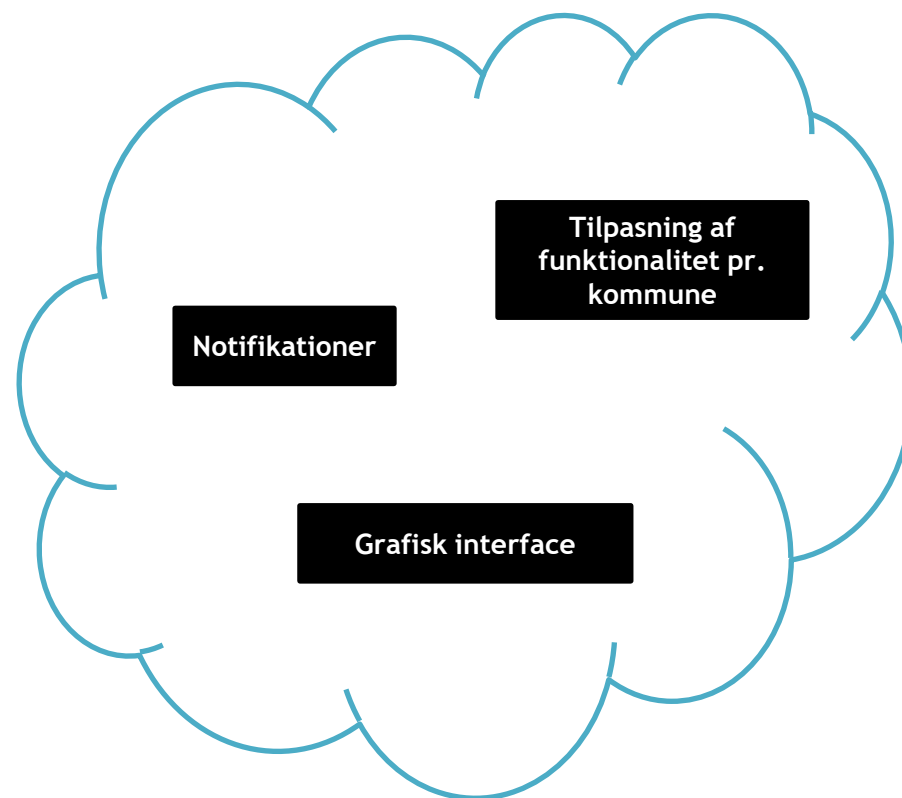 Tilpasning af
funktionalitet pr.
kommune
Notifikationer
Grafisk interface